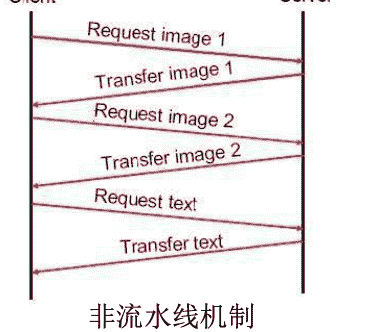 Request image 1
Transfer image 1
Request image 2
Transfer image 2
Request text
Transfer text
非流水线机制